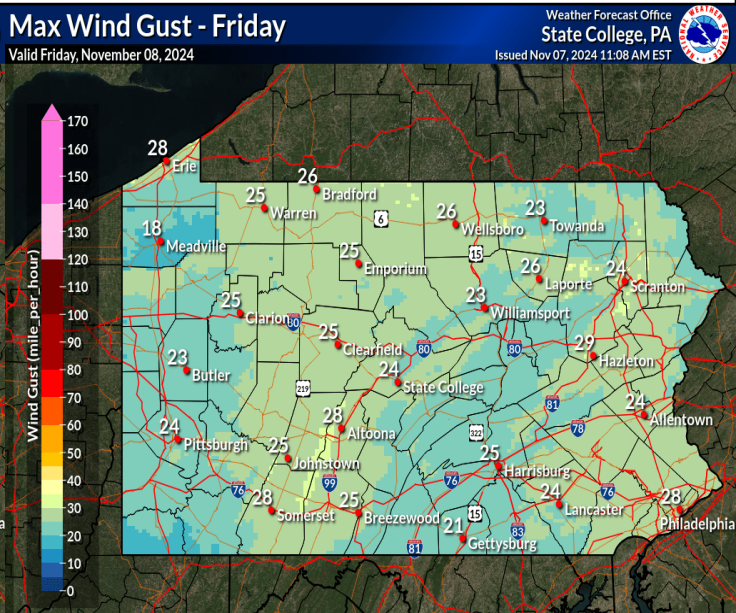 Max Wind Gust - Friday
Valid Friday, November 08, 2024
Weather Forecast Office
State College, PA
Issued Nov 07, 2024 11:08 AM EST
NATIONAL WEATHER SERVICE
Wind Gust (mile_per_hour)
170
160
150
140
130
120
110
100
90
80
70
60
50
40
30
20
10
0
28
Erie
26
Bradford
25
Warren
6
26
Wellsboro
23
Towanda
18
Meadville
15
25
Emporium
26
Laporte
24
Scranton
25
Clarion
80
23
Williamsport
25
Clearfield
80
80
29
Hazleton
23
Butler
24
State College
219
81
24
Allentown
78
28
Altoona
322
24
Pittsburgh
25
Johnstown
25
Harrisburg
76
99
76
76
28
Somerset
25
Breezewood
24
Lancaster
28
Philadelphia
15
21
Gettysburg
83
81
a